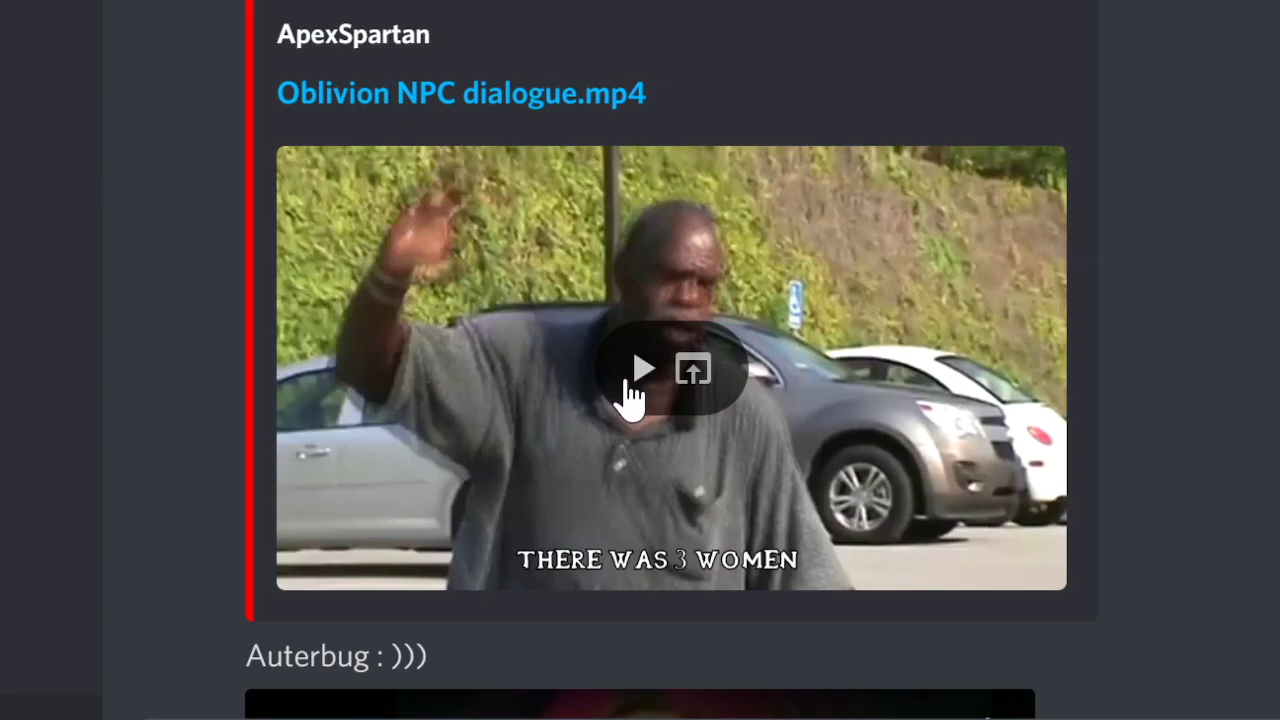 ApexSpartan
Oblivion NPC dialogue.mp4
THERE WAS 3 WOMEN
Auterbug : )))